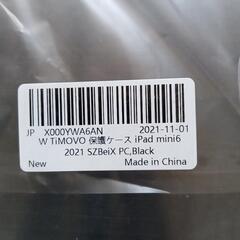 JP X000YWA6AN 2021-11-01
W TiMOVO 保護ケース iPad mini6
2021 SZBeiX PC,Black
New Made in China